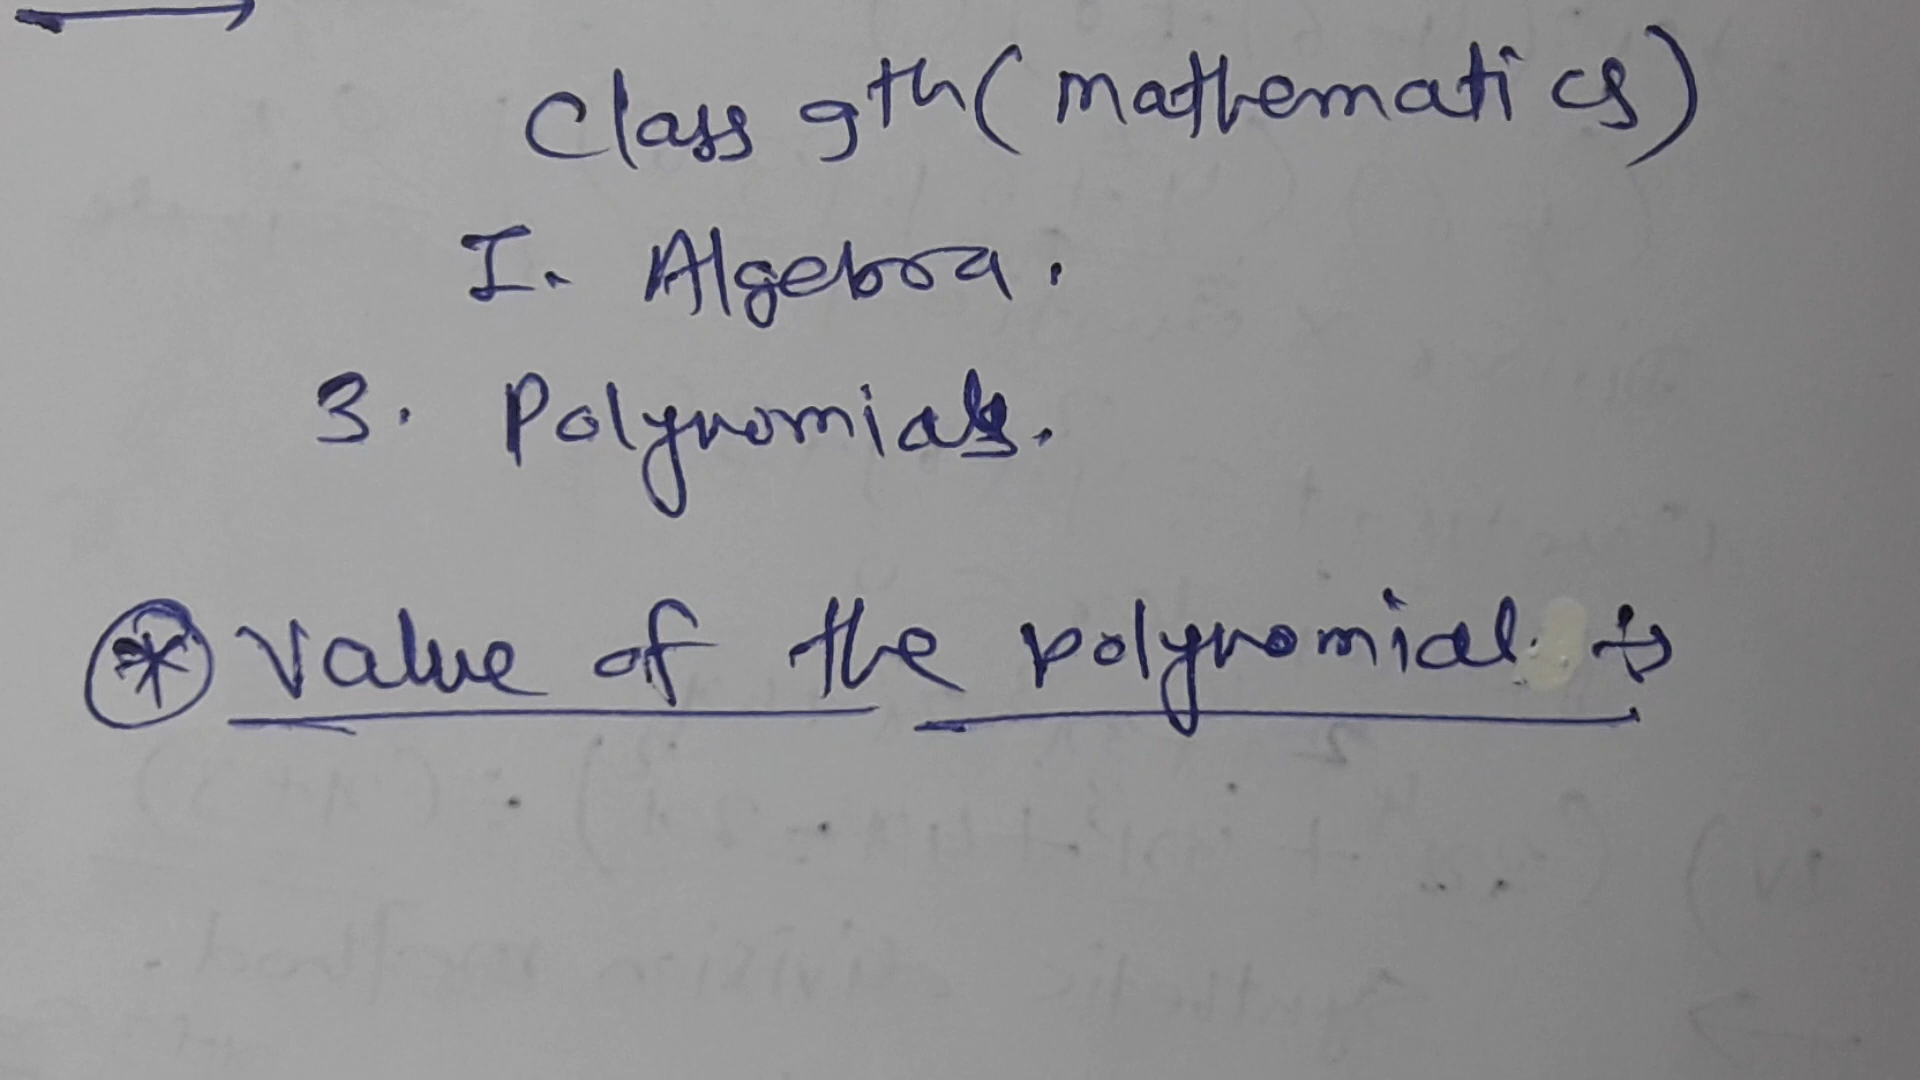 Class 9th (mathematics)
I. Algebra.
3. Polynomials.
* Value of the polynomial. →